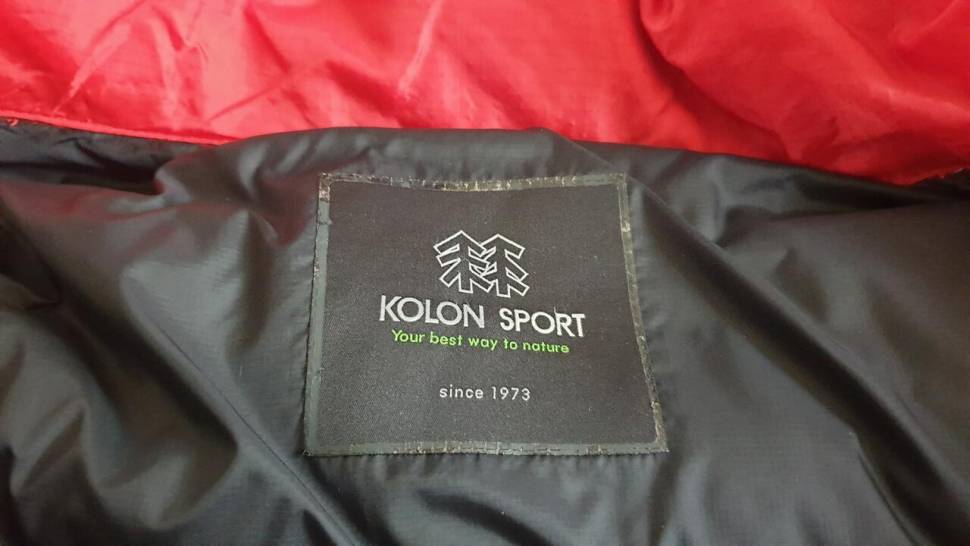 KOLON SPORT
Your best way to nature
since 1973